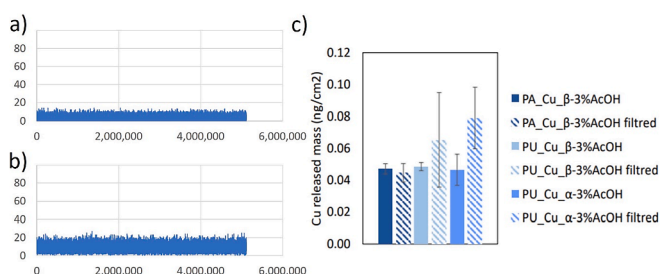 a)
100
80
60
40
20
0
0
2,000,000
4,000,000
6,000,000
b)
100
80
60
40
20
0
0
2,000,000
4,000,000
6,000,000
c)
Cu released mass (ng/cm2)
0.12
0.10
0.08
0.06
0.04
0.02
0.00
PA_Cu_β-3%AcOH
PA_Cu_β-3%AcOH filtred
PU_Cu_β-3%AcOH
PU_Cu_β-3%AcOH filtred
PU_Cu_α-3%AcOH
PU_Cu_α-3%AcOH filtred